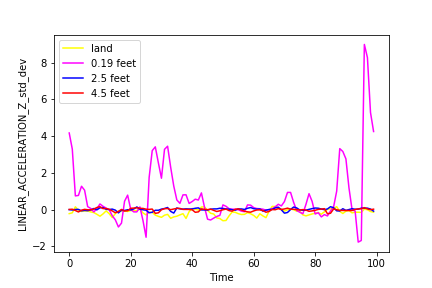 land
0.19 feet
2.5 feet
4.5 feet
LINEAR_ACCELERATION_Z_std_dev
8
6
4
2
0
−2
0
20
40
60
80
100
Time